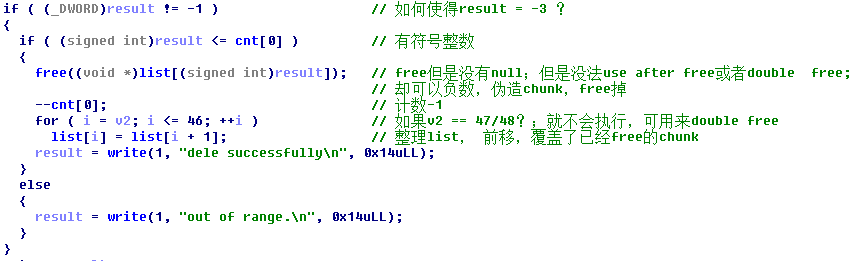 if ( (_DWORD)result != -1 ) // 如何使得result = -3 ？
{
if ( (signed int)result <= cnt[0] ) // 有符号整数
{
free((void *)list[(signed int)result]); // free但是没有null；但是没法use after free或者double free；
// 却可以负数，伪造chunk，free掉
--cnt[0]; // 计数-1
for ( i = v2; i <= 46; ++i ) // 如果v2 == 47/48？；就不会执行，可用来double free
list[i] = list[i + 1]; // 整理list， 前移，覆盖了已经free的chunk
result = write(1, "dele successfully\n", 0x14uLL);
}
else
{
result = write(1, "out of range.\n", 0x14uLL);
}
}